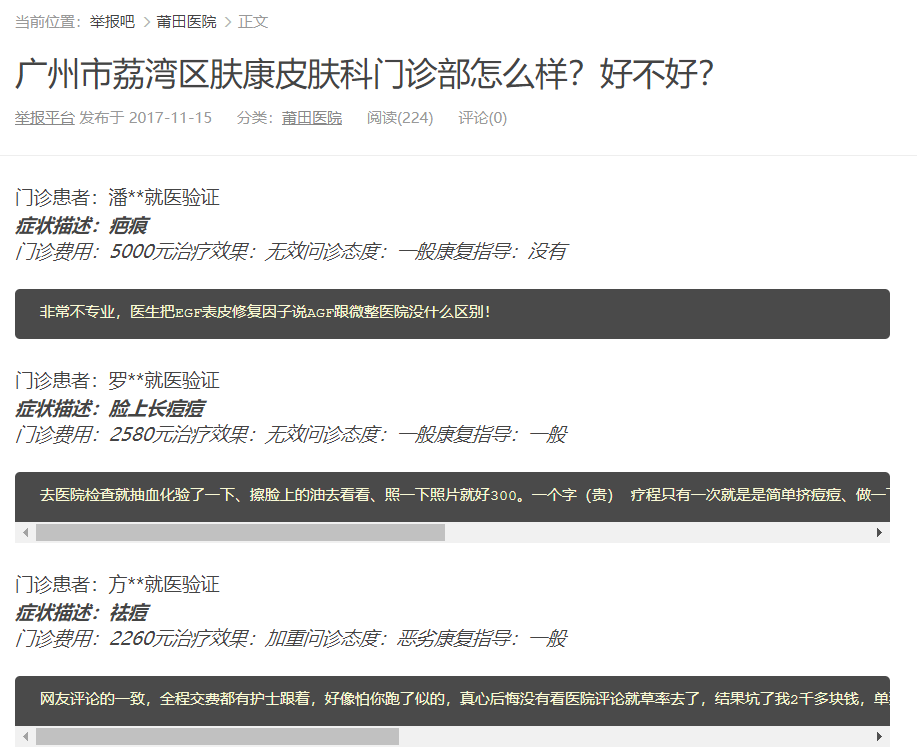 当前位置：举报吧 > 莆田医院 > 正文
广州市荔湾区肤康皮肤科门诊部怎么样？好不好？
举报平台 发布于 2017-11-15 分类：莆田医院 阅读(224) 评论(0)
门诊患者：潘**就医验证
症状描述：疤痕
门诊费用：5000元治疗效果：无效问诊态度：一般康复指导：没有
非常不专业，医生把EGF表皮修复因子说AGF跟微整医院没什么区别！
门诊患者：罗**就医验证
症状描述：脸上长痘痘
门诊费用：2580元治疗效果：无效问诊态度：一般康复指导：一般
去医院检查就抽血化验了一下、擦脸上的油去看看、照一下照片就好300。一个字（贵） 疗程只有一次就是是简单挤痘痘、做一
门诊患者：方**就医验证
症状描述：祛痘
门诊费用：2260元治疗效果：加重问诊态度：恶劣康复指导：一般
网友评论的一致，全程交费都有护士跟着，好像怕你跑了似的，真心后悔没有看医院评论就草率去了，结果坑了我2千多块钱，单